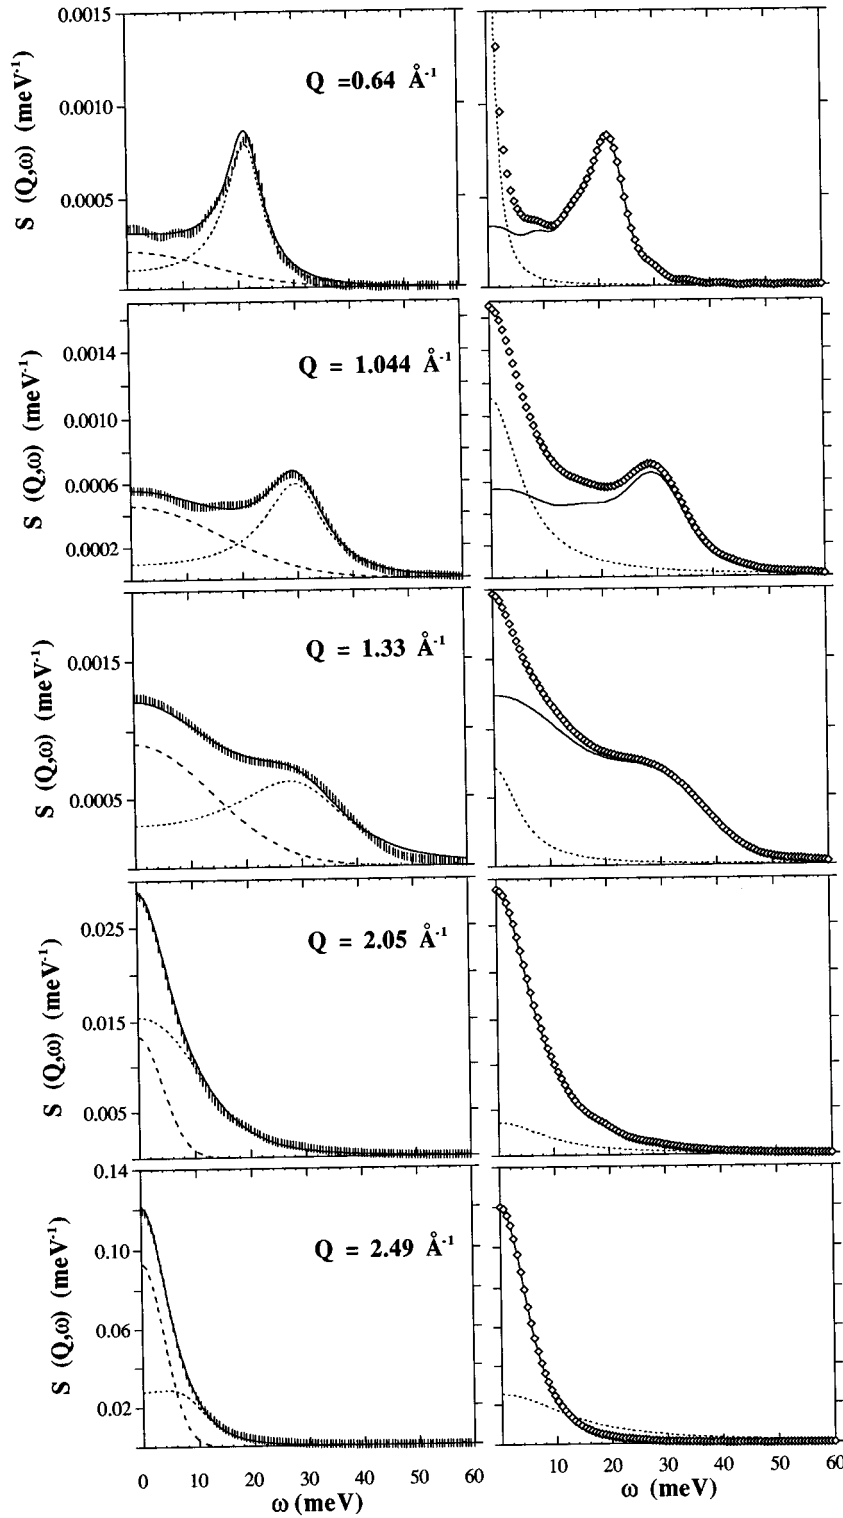 0.0015
0.0010
0.0005
S (Q,ω) (meV⁻¹)
Q =0.64 Å⁻¹
0.0014
0.0010
0.0006
0.0002
S (Q,ω) (meV⁻¹)
Q = 1.044 Å⁻¹
0.0015
0.0005
S (Q,ω) (meV⁻¹)
Q = 1.33 Å⁻¹
0.025
0.015
0.005
S (Q,ω) (meV⁻¹)
Q = 2.05 Å⁻¹
0.14
0.10
0.06
0.02
S (Q,ω) (meV⁻¹)
Q = 2.49 Å⁻¹
0 10 20 30 40 50 60
10 20 30 40 50 60
ω (meV)
ω (meV)